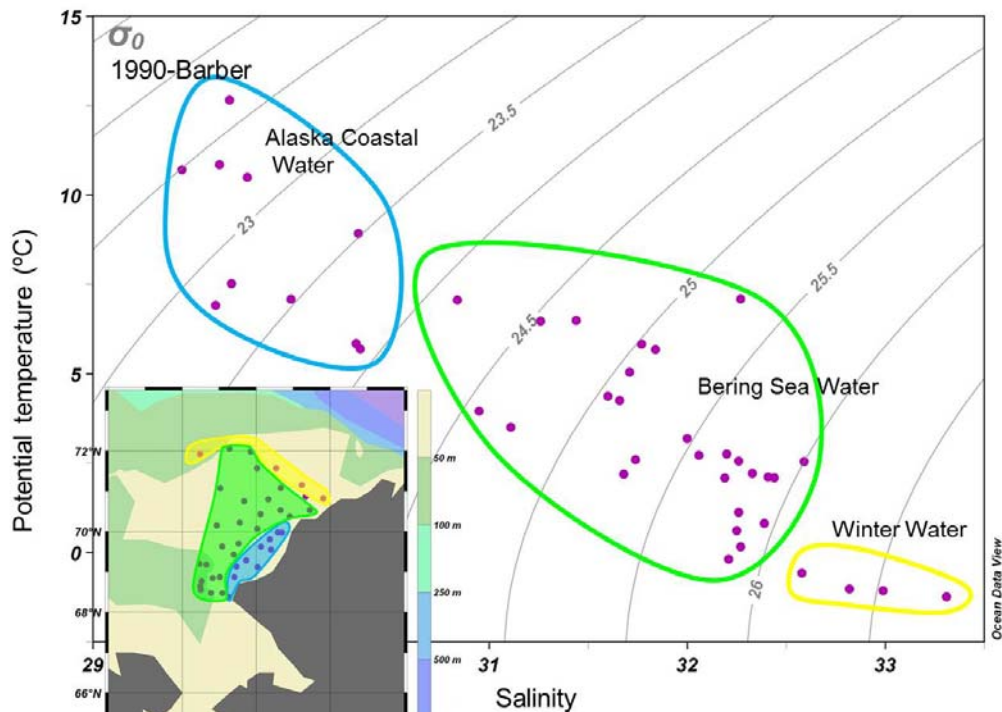 15
σ0
1990-Barber
23.5
Alaska Coastal
Water
10
23
25.5
25
24.5
Potential temperature (ºC)
5
Bering Sea Water
72°N
50 m
100 m
70°N
0
Winter Water
250 m
26
68°N
500 m
66°N
29
31
32
33
Salinity
Ocean Data View